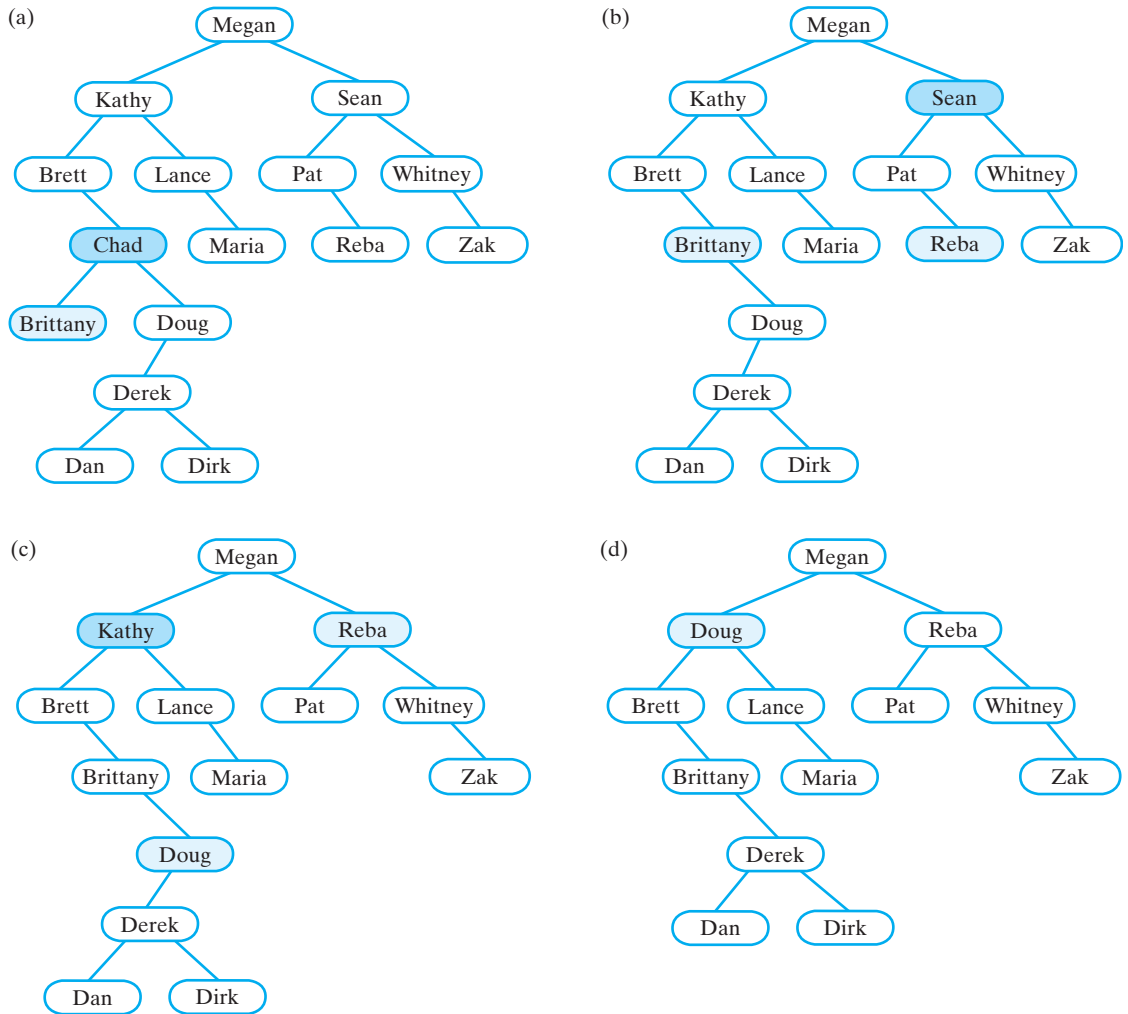 (a)
Megan
Kathy Sean
Brett Lance Pat Whitney
Chad Maria Reba Zak
Brittany Doug
Derek
Dan Dirk
(b)
Megan
Kathy Sean
Brett Lance Pat Whitney
Brittany Maria Reba Zak
Doug
Derek
Dan Dirk
(c)
Megan
Kathy Reba
Brett Lance Pat Whitney
Brittany Maria Zak
Doug
Derek
Dan Dirk
(d)
Megan
Doug Reba
Brett Lance Pat Whitney
Brittany Maria Zak
Derek
Dan Dirk